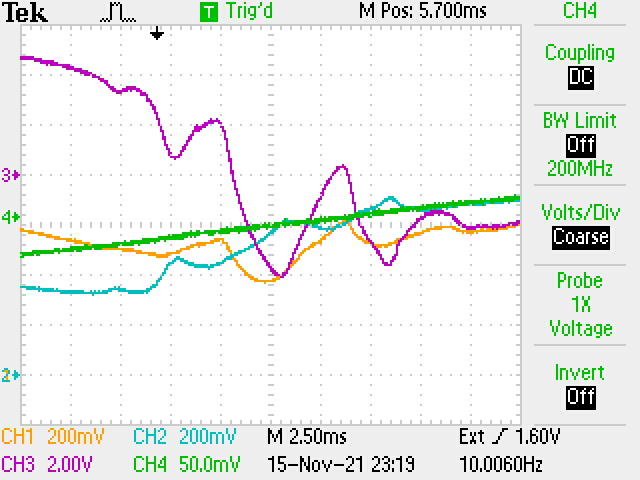 Tek T Trig'd M Pos: 5.700ms CH4
Coupling
DC
BW Limit
Off
200MHz
3
4
Volts/Div
Coarse
Probe
1X
Voltage
Invert
Off
2
CH1 200mV CH2 200mV M 2.50ms Ext 1.60V
CH3 2.00V CH4 50.0mV 15-Nov-21 23:19 10.0060Hz